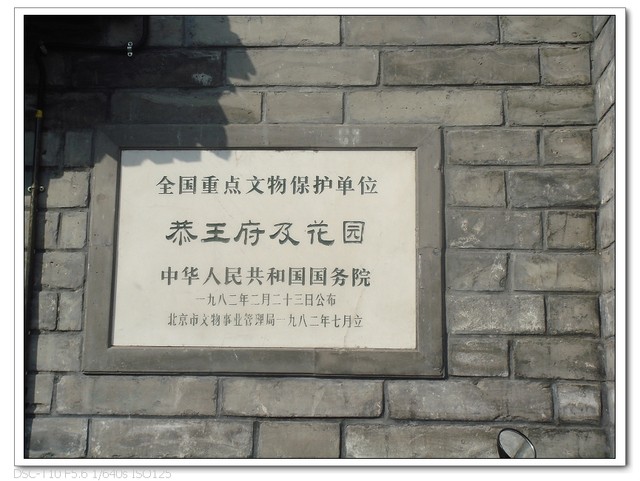 全国重点文物保护单位
恭王府及花园
中华人民共和国国务院
一九八二年二月二十三日公布
北京市文物事业管理局一九八二年七月立
DSC-T10 F5.6 1/640s ISO125